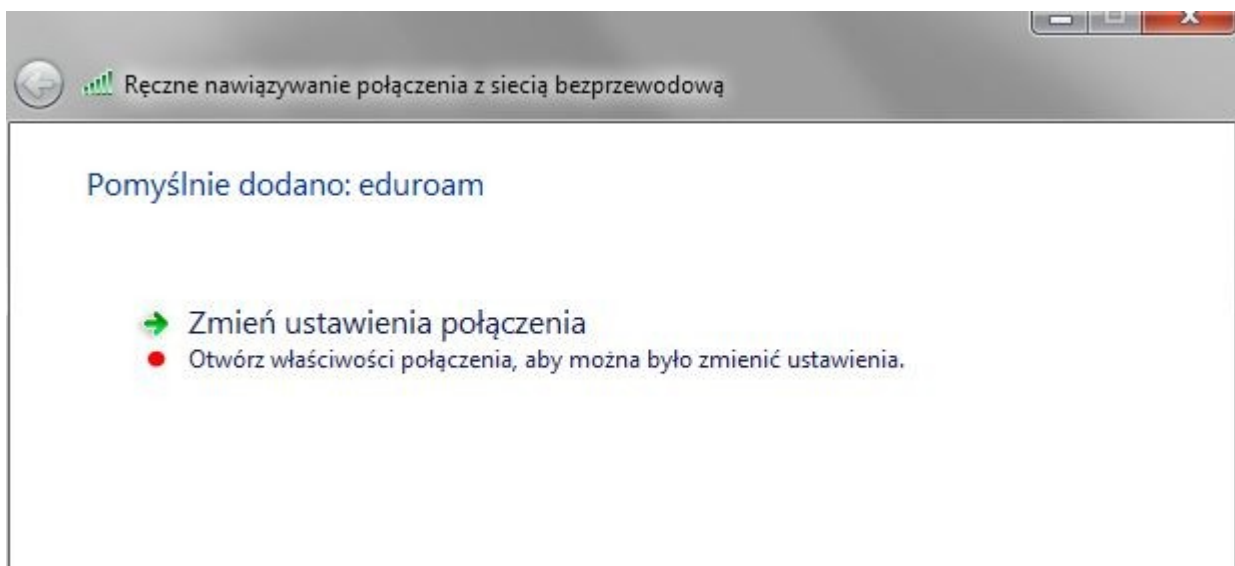 Ręczne nawiązywanie połączenia z siecią bezprzewodową
Pomyślnie dodano: eduroam
Zmień ustawienia połączenia
Otwórz właściwości połączenia, aby można było zmienić ustawienia.